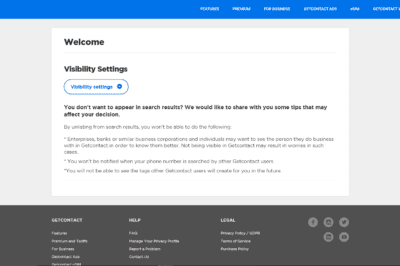 FEATURES PREMIUM FOR BUSINESS GETCONTACT ADS eSIM GETCONTACT
Welcome
Visibility Settings
Visibility settings
You don't want to appear in search results? We would like to share with you some tips that may
affect your decision.
By unlisting from search results, you won't be able to do the following:
* Enterprises, banks or similar business corporations and individuals may want to see the person they do business
with in Getcontact in order to know them better. Not being visible in Getcontact may result in worries in such
cases.
* You won't be notified when your phone number is searched by other Getcontact users
*You will not be able to see the tags other Getcontact users will create for you in the future
GETCONTACT HELP LEGAL
Features FAQ Privacy Policy / GDPR
Premium and Tariffs Manage Your Privacy Profile Terms of Service
For Business Report a Problem Purchase Policy
Getcontact Ads Contact Us
Getcontact eSIM